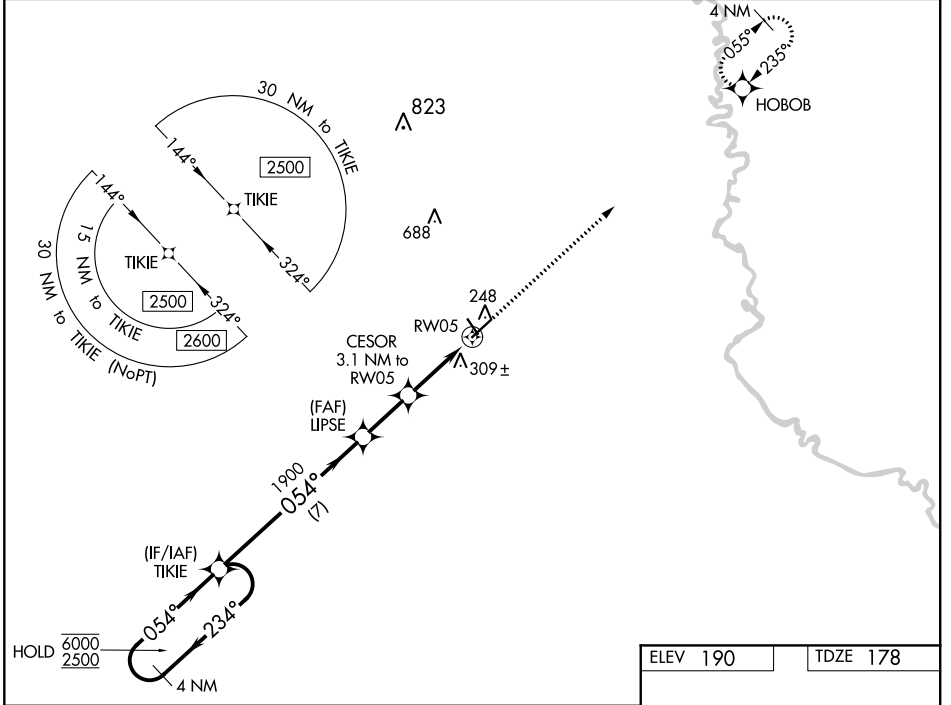 4 NM
055°
235°
HOBOB
30 NM to TIKIE
823
144°
2500
TIKIE
324°
688
144°
15 NM to TIKIE
TIKIE
2500
324°
2600
30 NM to TIKIE (NoPT)
248
RW05
CESOR
3.1 NM to
RW05
309±
(FAF)
LIPSE
1900
054°
(7)
(IF/IAF)
TIKIE
054°
234°
HOLD 6000
2500
4 NM
ELEV 190
TDZE 178